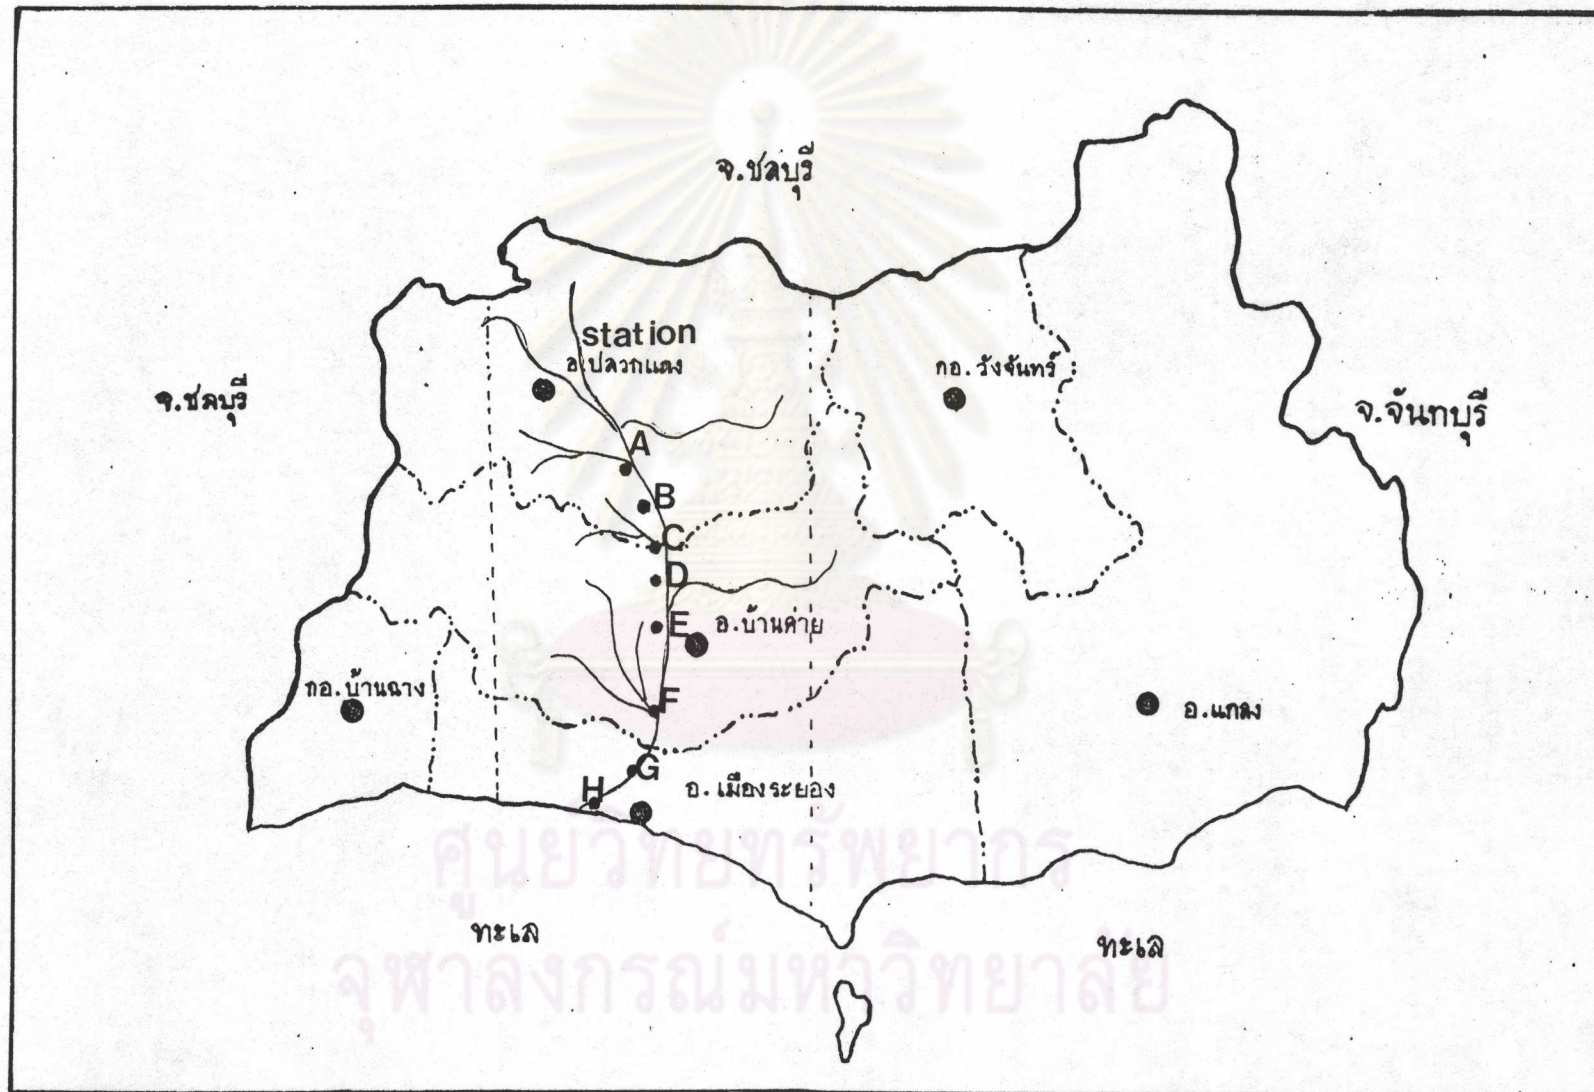 จ.ชลบุรี
station
อ.ปลวกแดง
กอ.วังจันทร์
จ.ชลบุรี
จ.จันทบุรี
A
B
C
D
E
อ.บ้านค่าย
กอ.บ้านฉาง
F
อ.แกลง
G
H
อ.เมืองระยอง
ศูนย์วิทยทรัพยากร
ทะเล
ทะเล
จุฬาลงกรณ์มหาวิทยาลัย